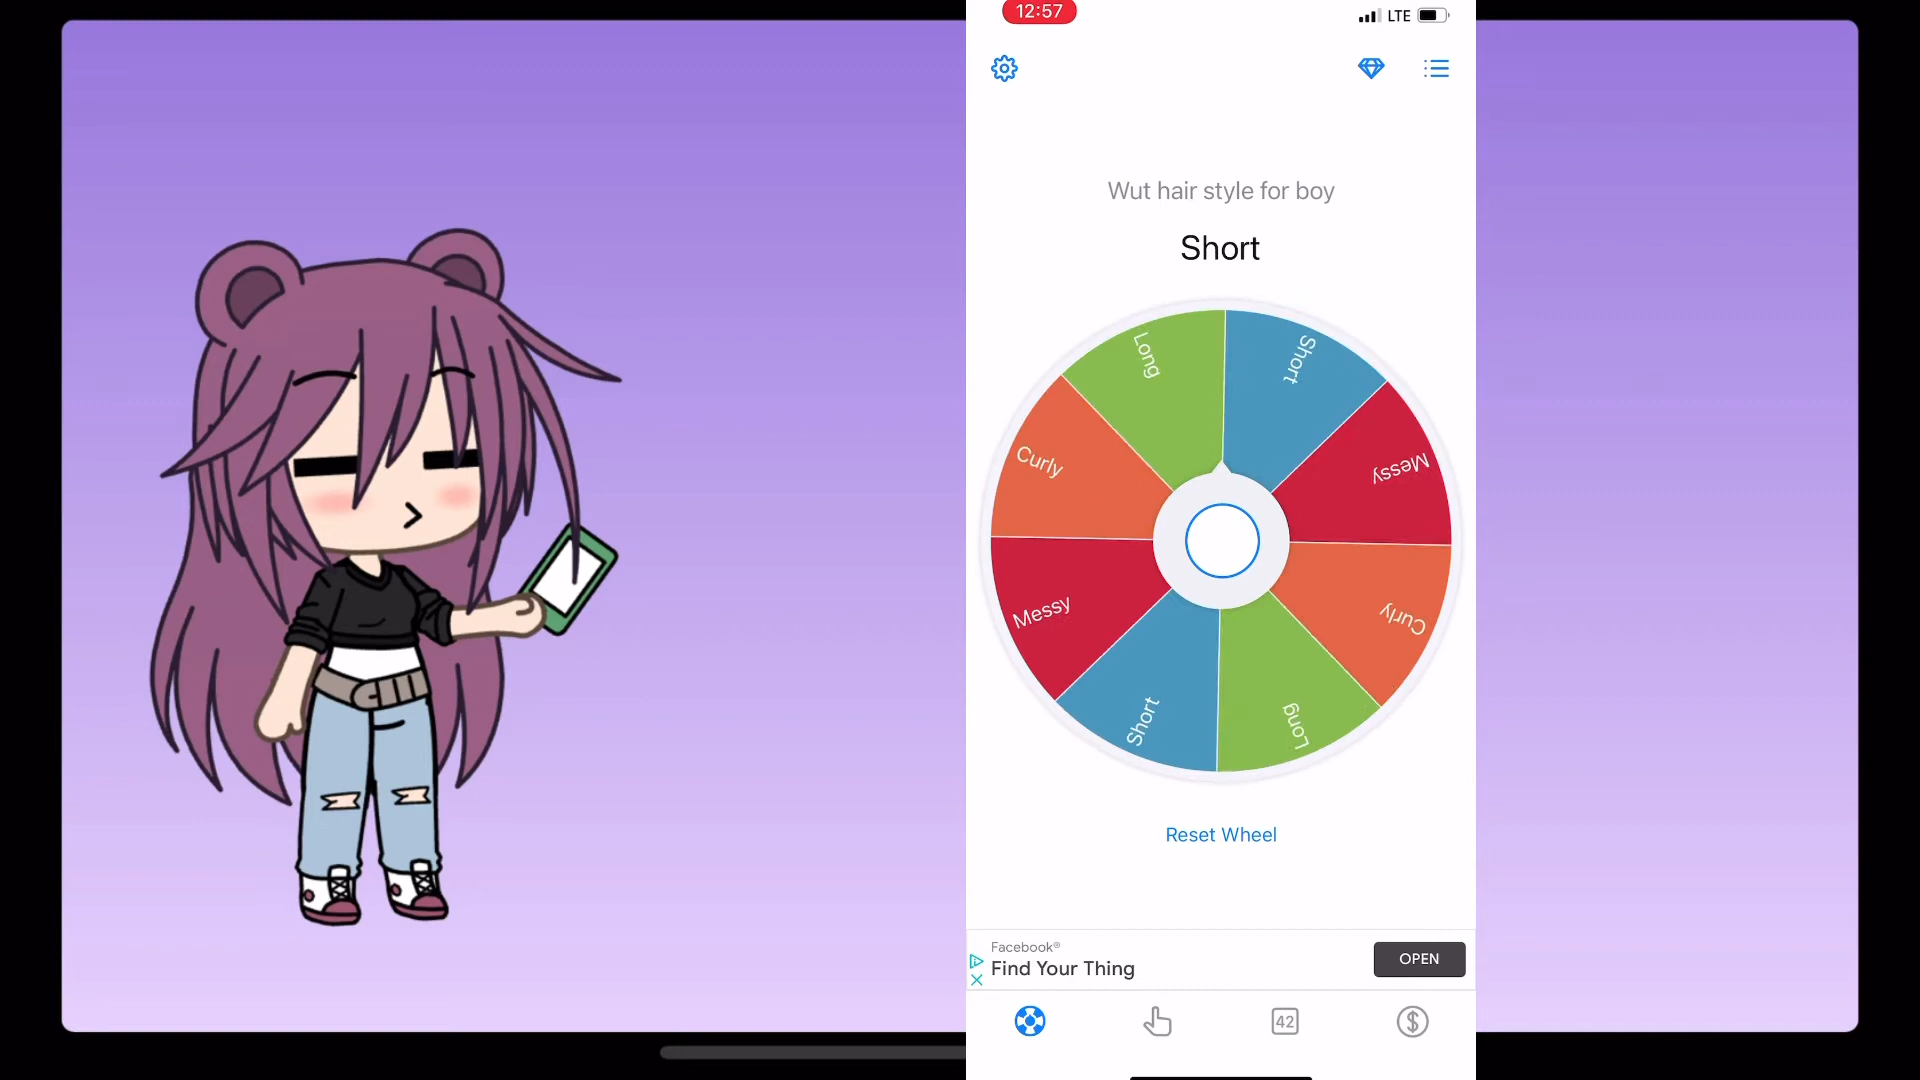 12:57
LTE
Wut hair style for boy
Short
Long
Short
Curly
Messy
Messy
Curly
Short
Long
Reset Wheel
Facebook®
Find Your Thing
OPEN
42
$